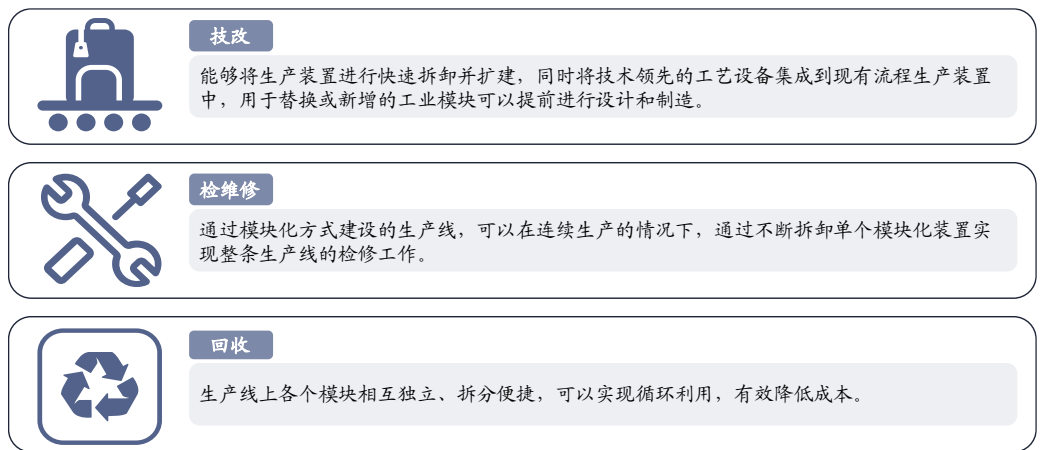 技改
能够将生产装置进行快速拆卸并扩建，同时将技术领先的工艺设备集成到现有流程生产装置
中，用于替换或新增的工业模块可以提前进行设计和制造。
检维修
通过模块化方式建设的生产线，可以在连续生产的情况下，通过不断拆卸单个模块化装置实
现整条生产线的检修工作。
回收
生产线上各个模块相互独立、拆分便捷，可以实现循环利用，有效降低成本。